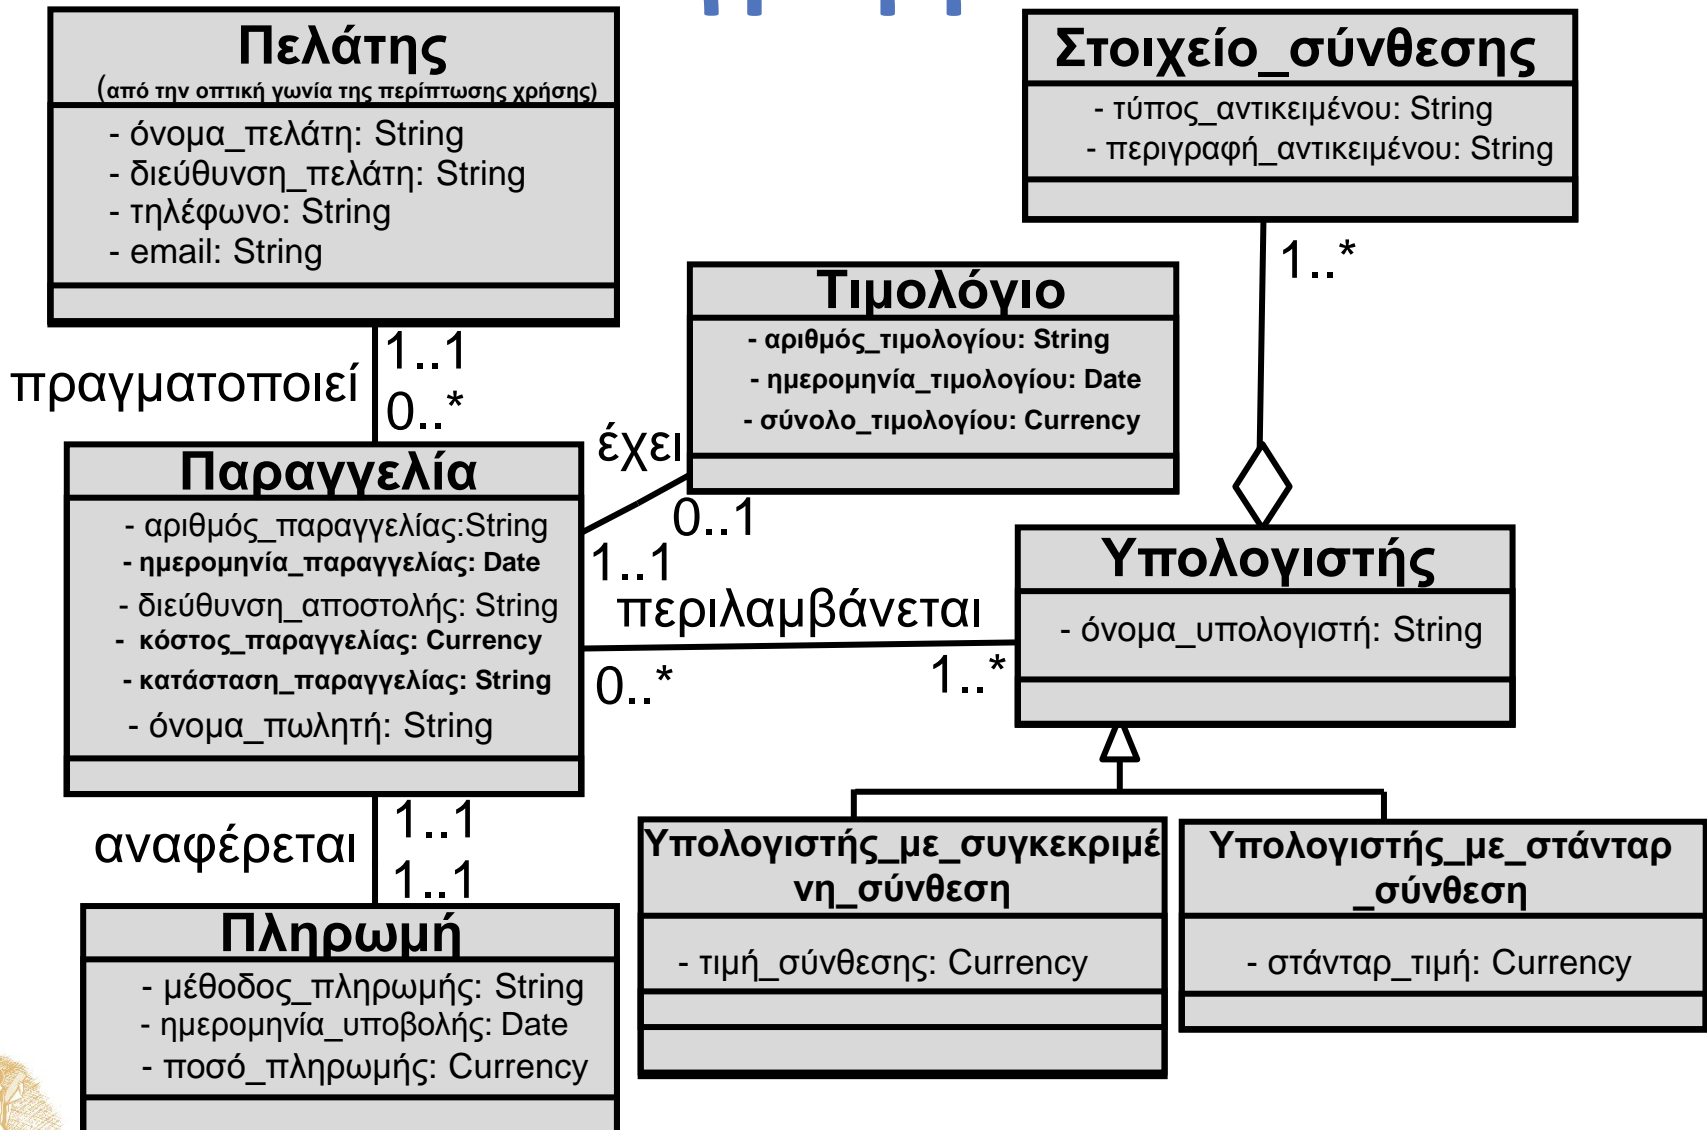 Πελάτης
(από την οπτική γωνία της περίπτωσης χρήσης)
- όνομα_πελάτη: String
- διεύθυνση_πελάτη: String
- τηλέφωνο: String
- email: String
Στοιχείο_σύνθεσης
- τύπος_αντικειμένου: String
- περιγραφή_αντικειμένου: String
1..*
Τιμολόγιο
- αριθμός_τιμολογίου: String
- ημερομηνία_τιμολογίου: Date
- σύνολο_τιμολογίου: Currency
1..1
πραγματοποιεί
0..*
έχει
0..1
1..1
Παραγγελία
- αριθμός_παραγγελίας:String
- ημερομηνία_παραγγελίας: Date
- διεύθυνση_αποστολής: String
- κόστος_παραγγελίας: Currency
- κατάσταση_παραγγελίας: String
- όνομα_πωλητή: String
περιλαμβάνεται
0..*
1..*
Υπολογιστής
- όνομα_υπολογιστή: String
1..1
αναφέρεται
1..1
Υπολογιστής_με_συγκεκριμέ
νη_σύνθεση
- τιμή_σύνθεσης: Currency
Υπολογιστής_με_στάνταρ
_σύνθεση
- στάνταρ_τιμή: Currency
Πληρωμή
- μέθοδος_πληρωμής: String
- ημερομηνία_υποβολής: Date
- ποσό_πληρωμής: Currency